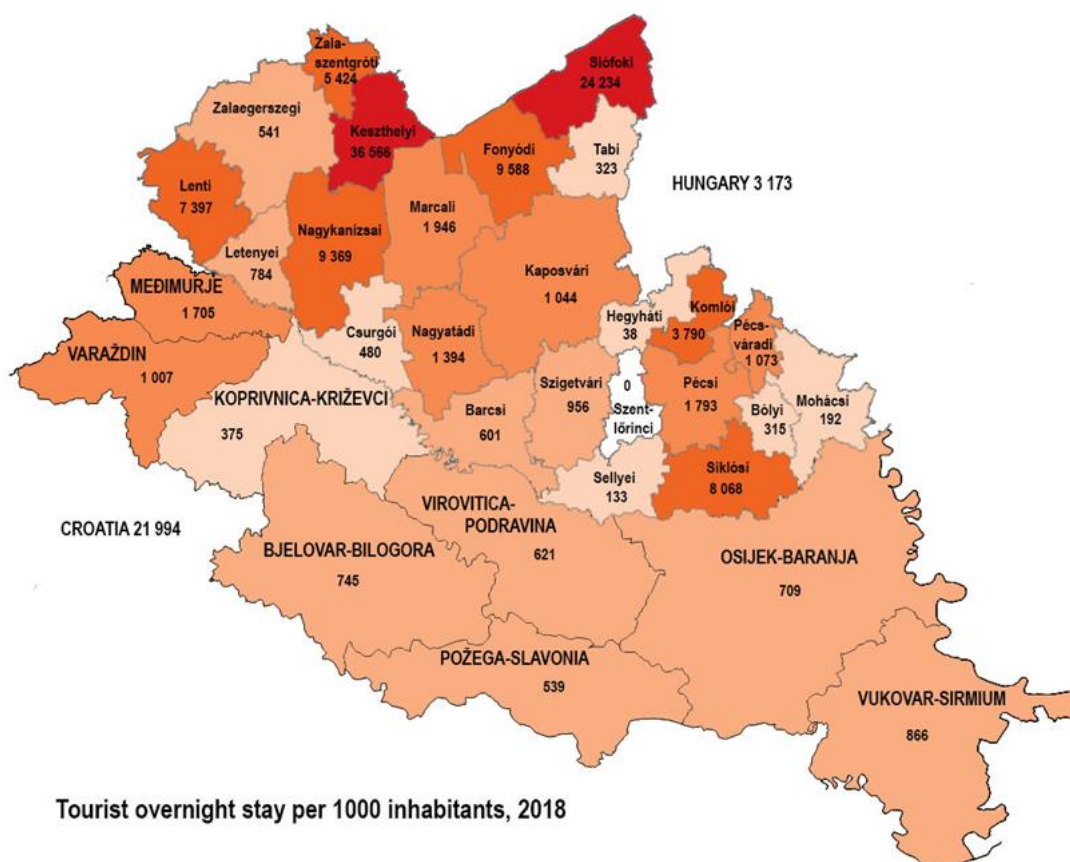 Zala-
szentgróti
5 424
Siófoki
24 234
Zalaegerszegi
541
Keszthelyi
36 566
Fonyódi
9 588
Tabi
323
HUNGARY 3 173
Lenti
7 397
Marcali
1 946
Nagykanizsai
9 369
Letenyei
784
Kaposvári
1 044
MEĐIMURJE
1 705
Hegyháti
38
Komlói
3 790
Pécs-
váradi
1 073
Csurgói
480
Nagyatádi
1 394
VARAŽDIN
1 007
Szigetvári
956
0
Szent-
lőrinci
Pécsi
1 793
Mohácsi
192
Bólyi
315
KOPRIVNICA-KRIŽEVCI
375
Barcsi
601
Sellyei
133
Siklósi
8 068
CROATIA 21 994
VIROVITICA-
PODRAVINA
621
BJELOVAR-BILOGORA
745
OSIJEK-BARANJA
709
POŽEGA-SLAVONIA
539
VUKOVAR-SIRMIUM
866
Tourist overnight stay per 1000 inhabitants, 2018